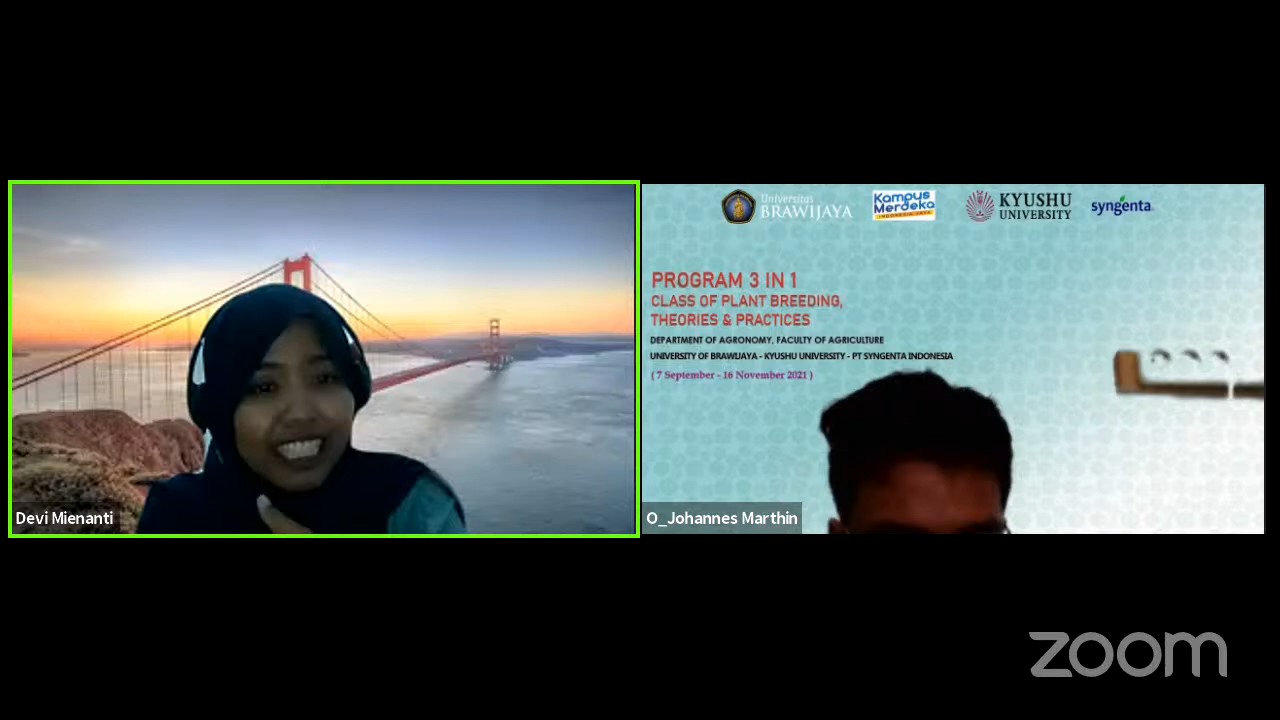 Universitas
BRAWIJAYA
Kampus
Merdeka
INDONESIA JAYA
KYUSHU
UNIVERSITY
syngenta
PROGRAM 3 IN 1
CLASS OF PLANT BREEDING,
THEORIES & PRACTICES
DEPARTMENT OF AGRONOMY, FACULTY OF AGRICULTURE
UNIVERSITY OF BRAWIJAYA - KYUSHU UNIVERSITY - PT SYNGENTA INDONESIA
( 7 September - 16 November 2021 )
Devi Mienanti
O_Johannes Marthin
zoom